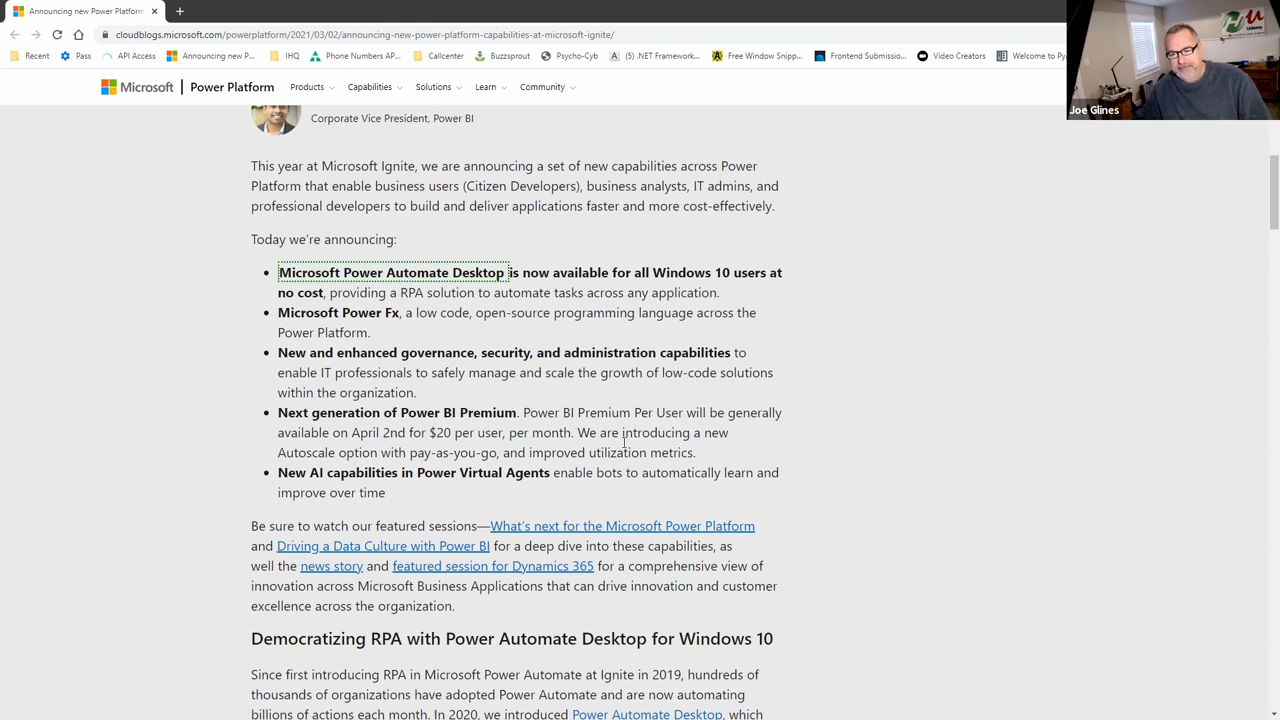 Announcing new Power Platform
cloudblogs.microsoft.com/powerplatform/2021/03/02/announcing-new-power-platform-capabilities-at-microsoft-ignite/
Recent Pass API Access Announcing new P... IHQ Phone Numbers AP... Callcenter Buzzsprout Psycho-Cyb (5) .NET Framework... Free Window Snipp... Frontend Submissio... Video Creators Welcome to Py
Microsoft Power Platform Products Capabilities Solutions Learn Community
Udemy
Joe Glines
Corporate Vice President, Power BI
This year at Microsoft Ignite, we are announcing a set of new capabilities across Power
Platform that enable business users (Citizen Developers), business analysts, IT admins, and
professional developers to build and deliver applications faster and more cost-effectively.
Today we're announcing:
Microsoft Power Automate Desktop is now available for all Windows 10 users at
no cost, providing a RPA solution to automate tasks across any application.
Microsoft Power Fx, a low code, open-source programming language across the
Power Platform.
New and enhanced governance, security, and administration capabilities to
enable IT professionals to safely manage and scale the growth of low-code solutions
within the organization.
Next generation of Power BI Premium. Power BI Premium Per User will be generally
available on April 2nd for $20 per user, per month. We are introducing a new
Autoscale option with pay-as-you-go, and improved utilization metrics.
New AI capabilities in Power Virtual Agents enable bots to automatically learn and
improve over time
Be sure to watch our featured sessions—What's next for the Microsoft Power Platform
and Driving a Data Culture with Power BI for a deep dive into these capabilities, as
well the news story and featured session for Dynamics 365 for a comprehensive view of
innovation across Microsoft Business Applications that can drive innovation and customer
excellence across the organization.
Democratizing RPA with Power Automate Desktop for Windows 10
Since first introducing RPA in Microsoft Power Automate at Ignite in 2019, hundreds of
thousands of organizations have adopted Power Automate and are now automating
billions of actions each month. In 2020, we introduced Power Automate Desktop, which